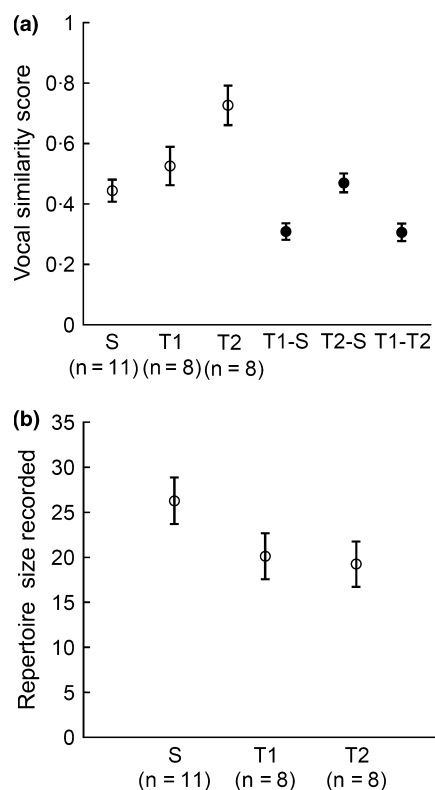 (a)
Vocal similarity score
1
0·8
0·6
0·4
0·2
0
S T1 T2 T1-S T2-S T1-T2
(n = 11) (n = 8) (n = 8)
(b)
Repertoire size recorded
35
30
25
20
15
10
5
0
S T1 T2
(n = 11) (n = 8) (n = 8)